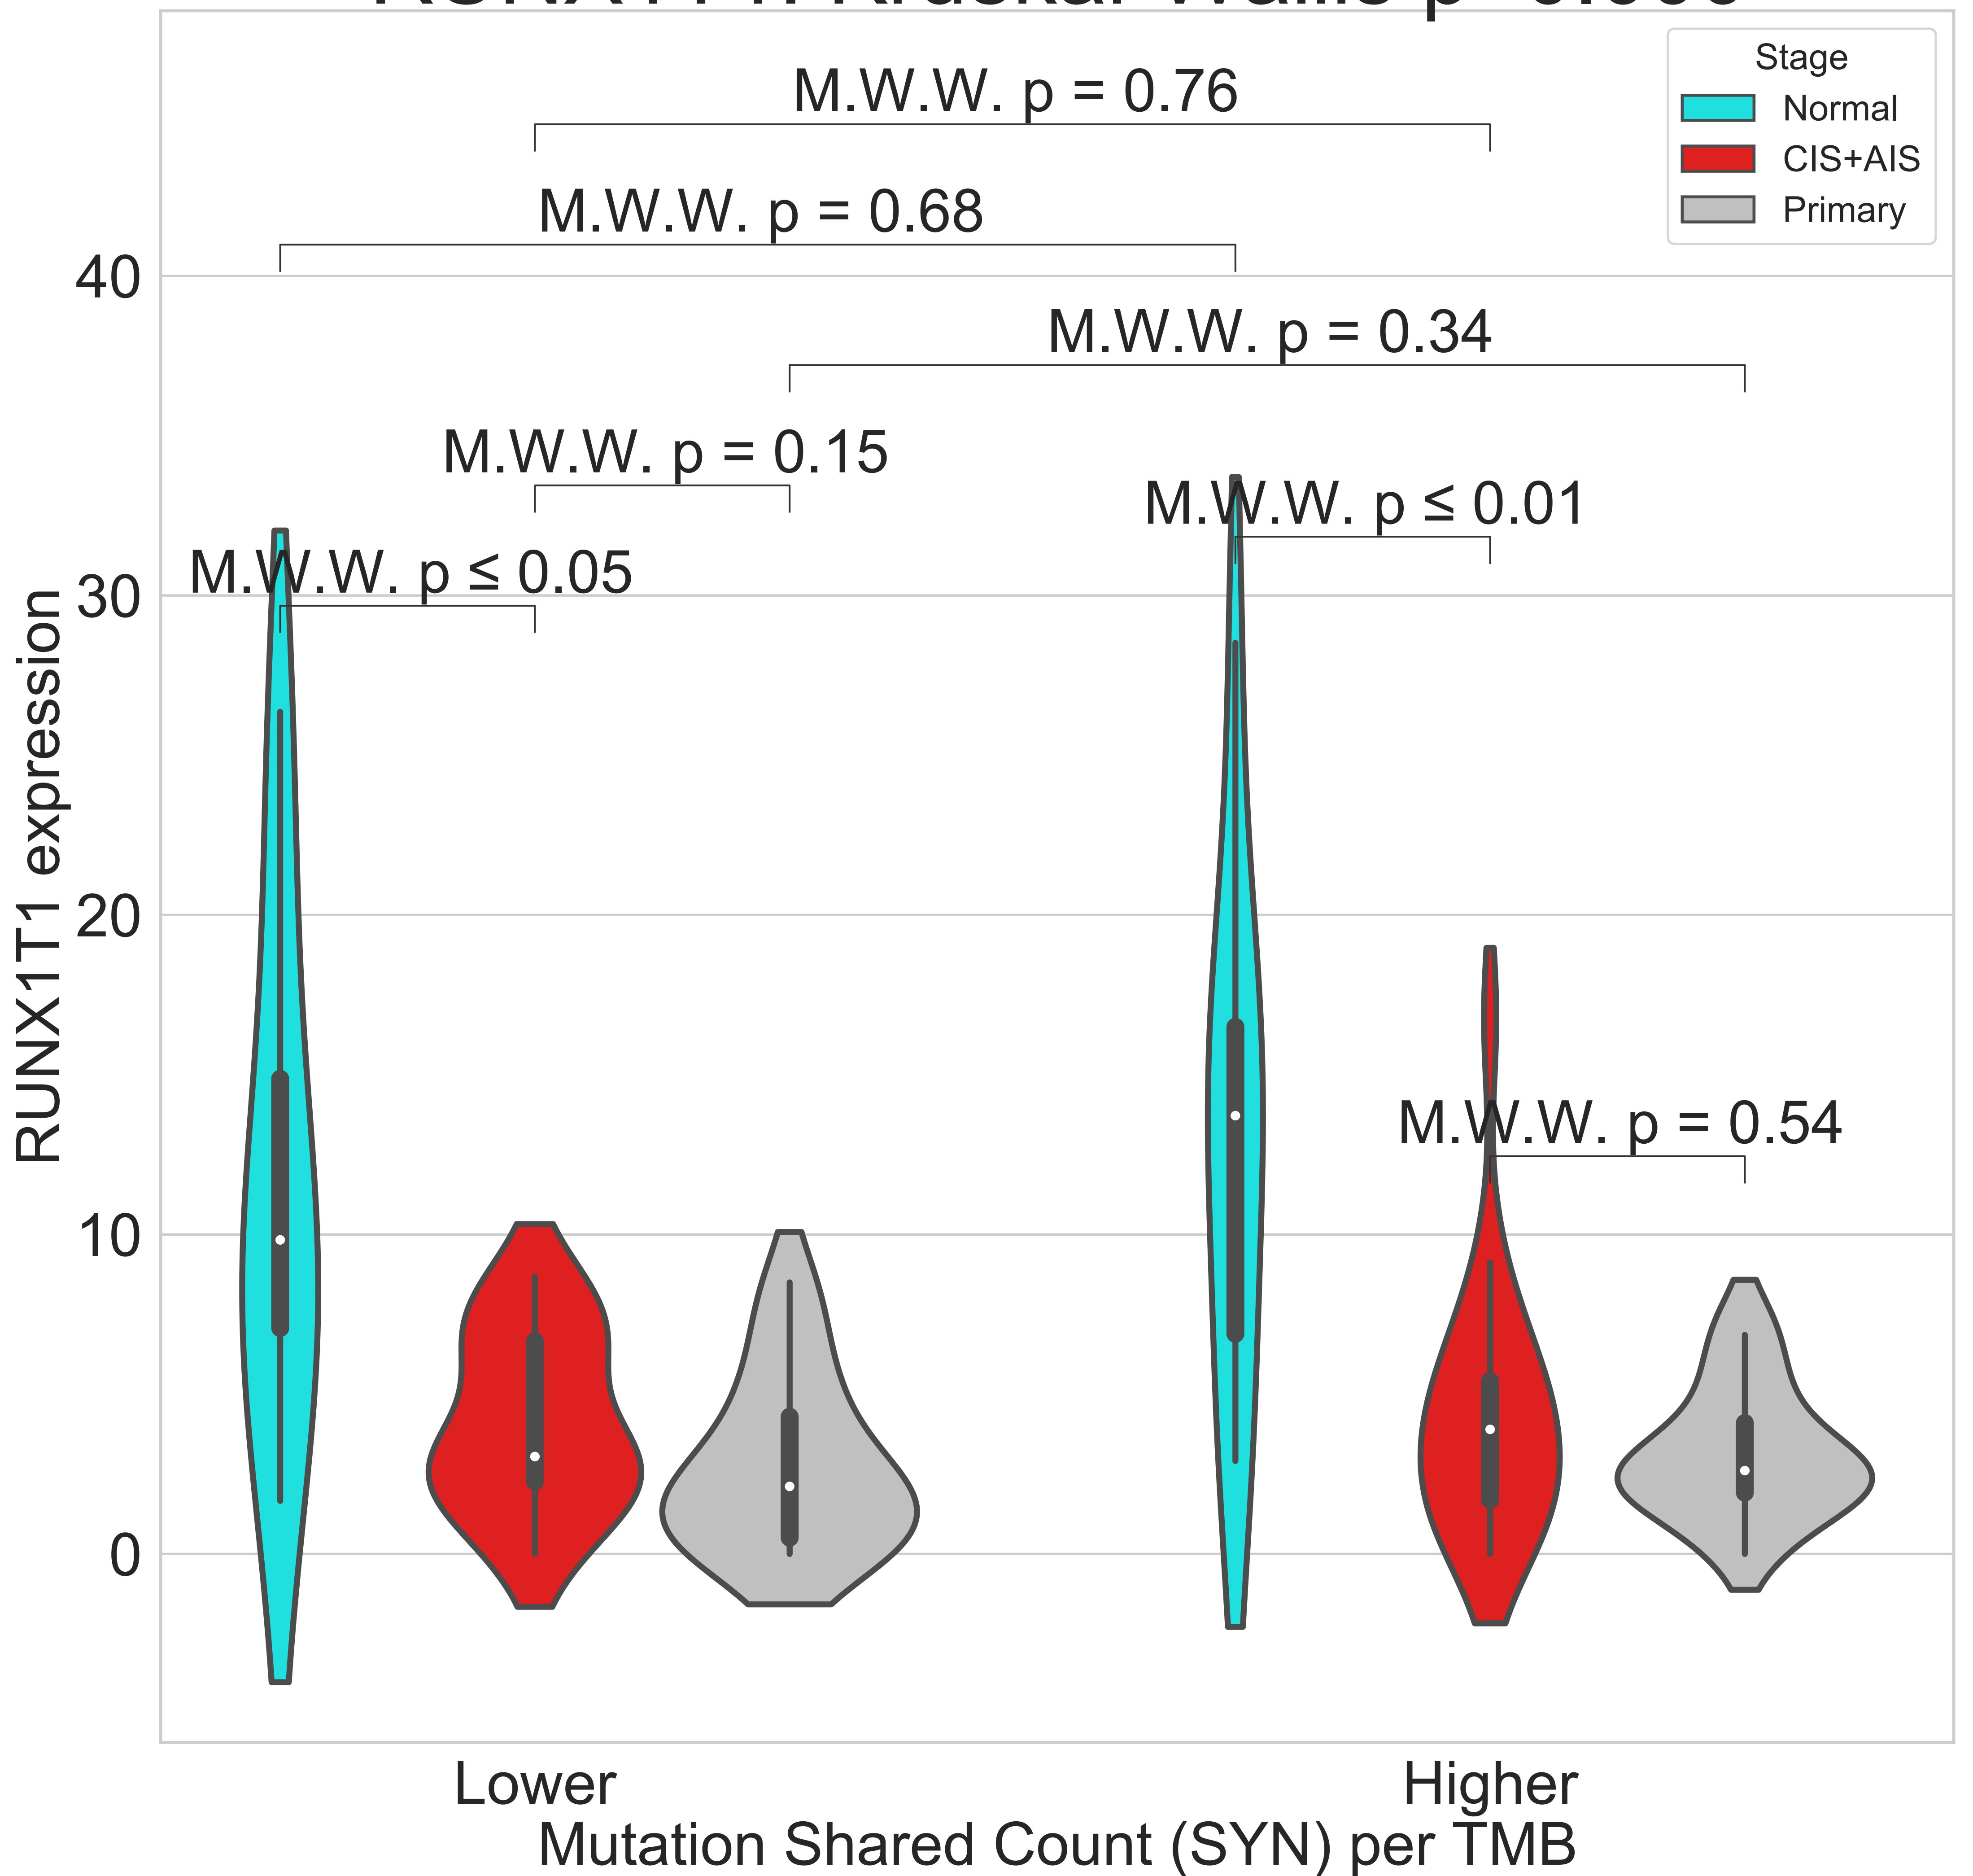 Stage
Normal
CIS+AIS
Primary
M.W.W. p = 0.76
M.W.W. p = 0.68
M.W.W. p = 0.34
M.W.W. p = 0.15
M.W.W. p ≤ 0.01
M.W.W. p ≤ 0.05
M.W.W. p = 0.54
RUNX1T1 expression
40
30
20
10
0
Lower
Higher
Mutation Shared Count (SYN) per TMB